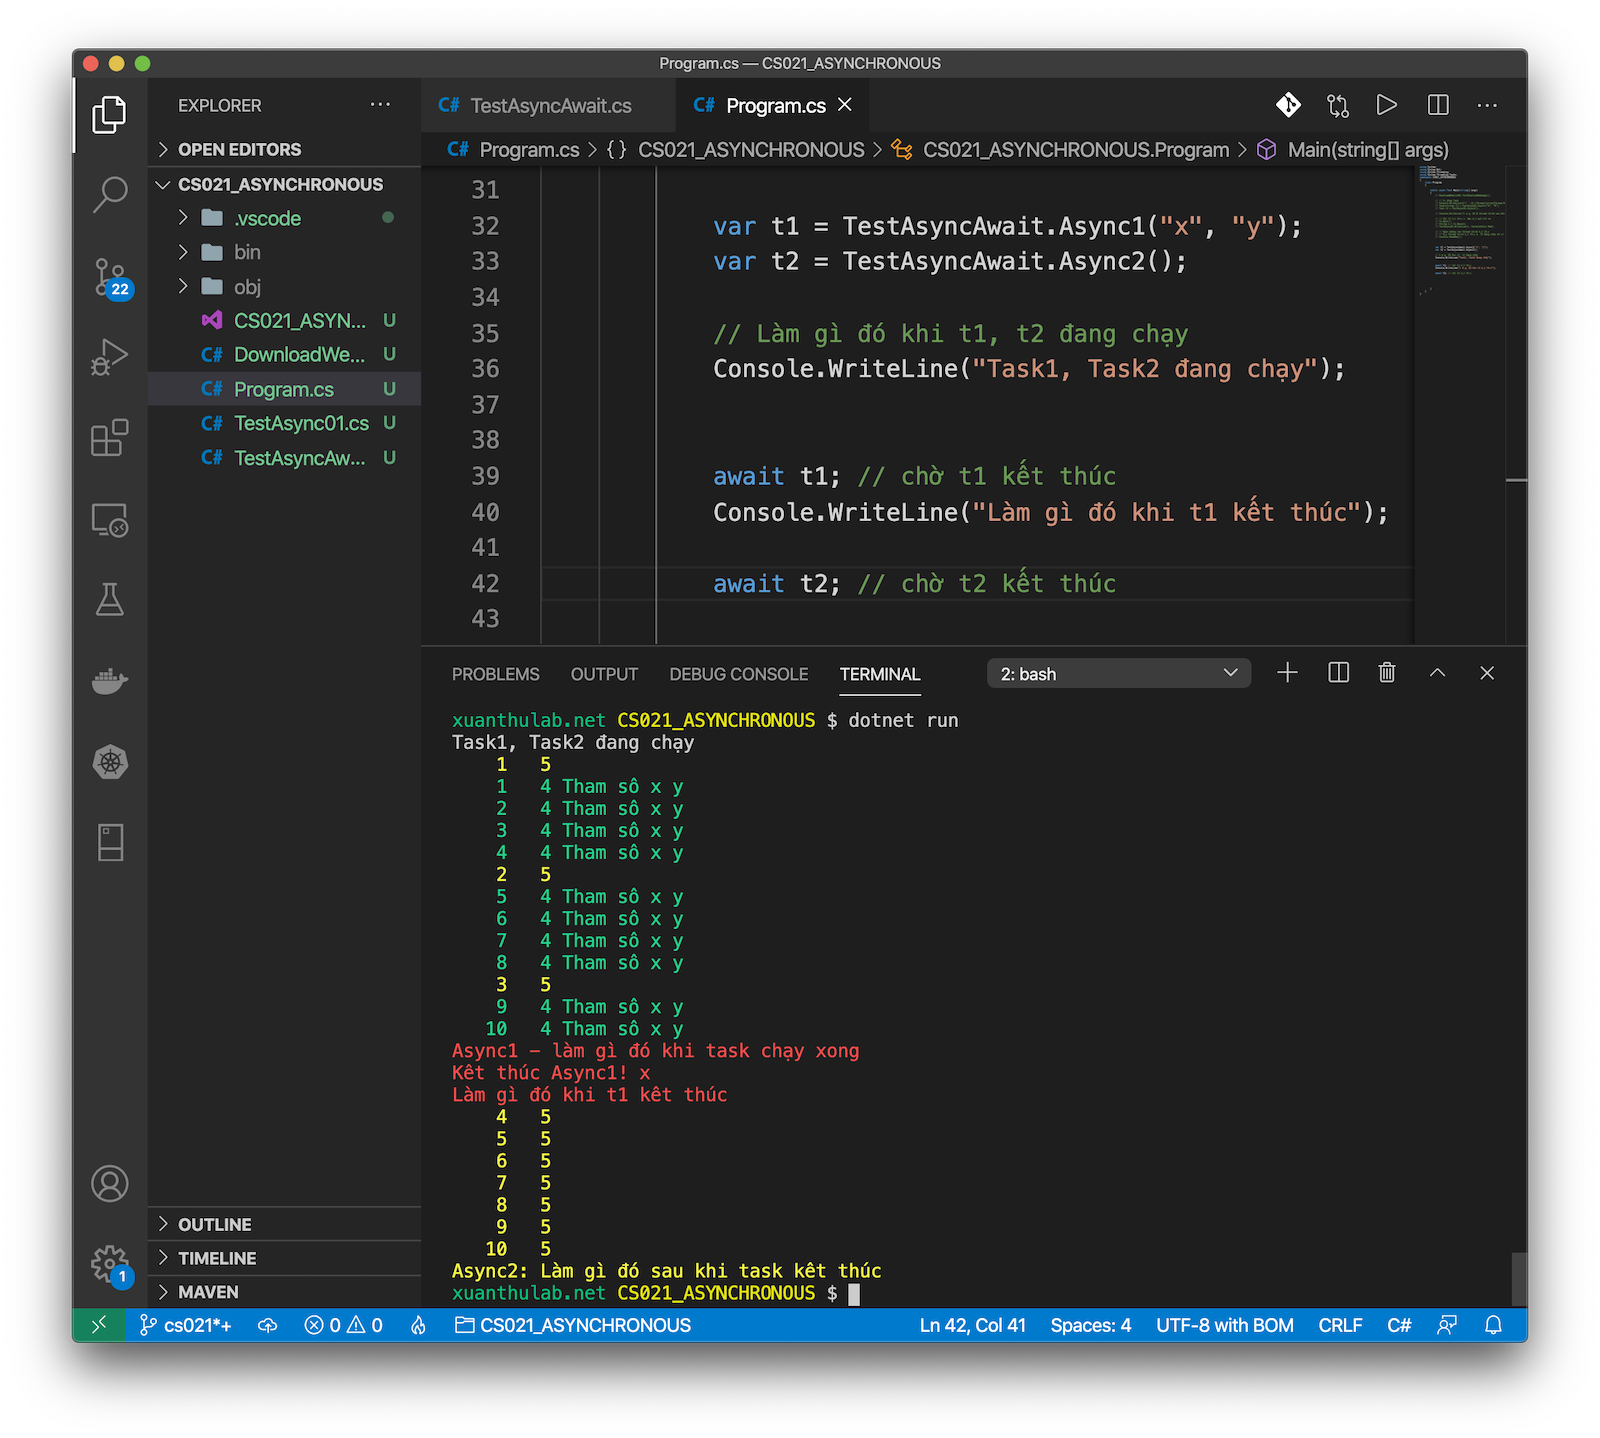 Program.cs — CS021_ASYNCHRONOUS
EXPLORER
C# TestAsyncAwait.cs
C# Program.cs
OPEN EDITORS
C# Program.cs > {} CS021_ASYNCHRONOUS > CS021_ASYNCHRONOUS.Program > Main(string[] args)
CS021_ASYNCHRONOUS
.vscode
bin
obj
CS021_ASYN... U
C# DownloadWe... U
C# Program.cs U
C# TestAsync01.cs U
C# TestAsyncAw... U
22
31
32 var t1 = TestAsyncAwait.Async1("x", "y");
33 var t2 = TestAsyncAwait.Async2();
34
35 // Làm gì đó khi t1, t2 đang chạy
36 Console.WriteLine("Task1, Task2 đang chạy");
37
38
39 await t1; // chờ t1 kết thúc
40 Console.WriteLine("Làm gì đó khi t1 kết thúc");
41
42 await t2; // chờ t2 kết thúc
43
PROBLEMS OUTPUT DEBUG CONSOLE TERMINAL 2: bash
xuanthulab.net CS021_ASYNCHRONOUS $ dotnet run
Task1, Task2 đang chạy
1 5
1 4 Tham sô x y
2 4 Tham sô x y
3 4 Tham sô x y
4 4 Tham sô x y
2 5
5 4 Tham sô x y
6 4 Tham sô x y
7 4 Tham sô x y
8 4 Tham sô x y
3 5
9 4 Tham sô x y
10 4 Tham sô x y
Async1 - làm gì đó khi task chạy xong
Kêt thúc Async1! x
Làm gì đó khi t1 kêt thúc
4 5
5 5
6 5
7 5
8 5
9 5
10 5
Async2: Làm gì đó sau khi task kêt thúc
xuanthulab.net CS021_ASYNCHRONOUS $
OUTLINE
TIMELINE
MAVEN
1
cs021*+ 0 0 CS021_ASYNCHRONOUS Ln 42, Col 41 Spaces: 4 UTF-8 with BOM CRLF C#